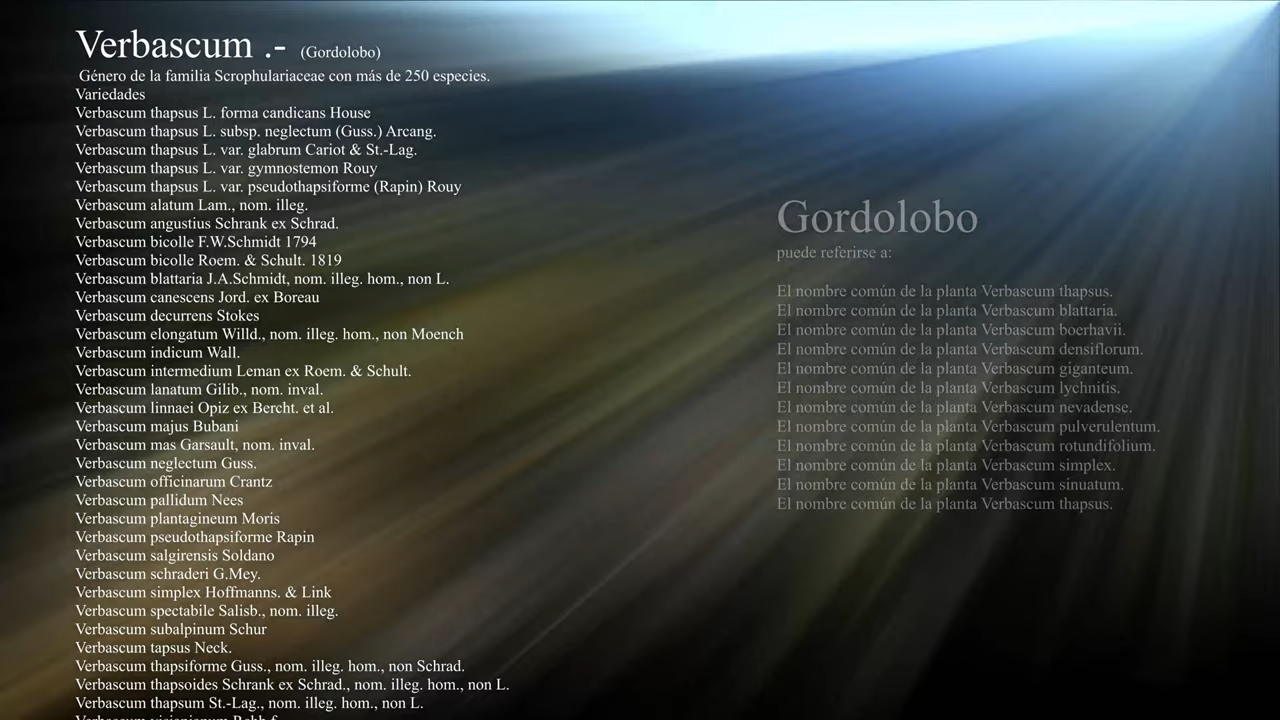 Verbascum .- (Gordolobo)
Género de la familia Scrophulariaceae con más de 250 especies.
Variedades
Verbascum thapsus L. forma candicans House
Verbascum thapsus L. subsp. neglectum (Guss.) Arcang.
Verbascum thapsus L. var. glabrum Cariot & St.-Lag.
Verbascum thapsus L. var. gymnostemon Rouy
Verbascum thapsus L. var. pseudothapsiforme (Rapin) Rouy
Verbascum alatum Lam., nom. illeg.
Verbascum angustius Schrank ex Schrad.
Verbascum bicolle F.W.Schmidt 1794
Verbascum bicolle Roem. & Schult. 1819
Verbascum blattaria J.A.Schmidt, nom. illeg. hom., non L.
Verbascum canescens Jord. ex Boreau
Verbascum decurrens Stokes
Verbascum elongatum Willd., nom. illeg. hom., non Moench
Verbascum indicum Wall.
Verbascum intermedium Leman ex Roem. & Schult.
Verbascum lanatum Gilib., nom. inval.
Verbascum linnaei Opiz ex Bercht. et al.
Verbascum majus Bubani
Verbascum mas Garsault, nom. inval.
Verbascum neglectum Guss.
Verbascum officinarum Crantz
Verbascum pallidum Nees
Verbascum plantagineum Moris
Verbascum pseudothapsiforme Rapin
Verbascum salgirensis Soldano
Verbascum schraderi G.Mey.
Verbascum simplex Hoffmanns. & Link
Verbascum spectabile Salisb., nom. illeg.
Verbascum subalpinum Schur
Verbascum tapsus Neck.
Verbascum thapsiforme Guss., nom. illeg. hom., non Schrad.
Verbascum thapsoides Schrank ex Schrad., nom. illeg. hom., non L.
Verbascum thapsum St.-Lag., nom. illeg. hom., non L.
Gordolobo
puede referirse a:
El nombre común de la planta Verbascum thapsus.
El nombre común de la planta Verbascum blattaria.
El nombre común de la planta Verbascum boerhavii.
El nombre común de la planta Verbascum densiflorum.
El nombre común de la planta Verbascum giganteum.
El nombre común de la planta Verbascum lychnitis.
El nombre común de la planta Verbascum nevadense.
El nombre común de la planta Verbascum pulverulentum.
El nombre común de la planta Verbascum rotundifolium.
El nombre común de la planta Verbascum simplex.
El nombre común de la planta Verbascum sinuatum.
El nombre común de la planta Verbascum thapsus.